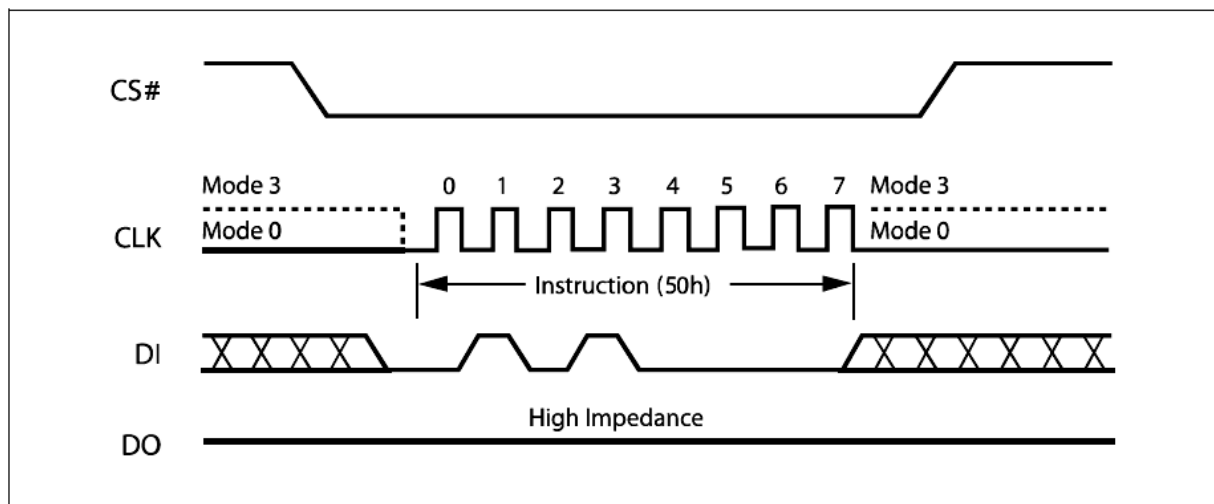 CS#
Mode 3
0 1 2 3 4 5 6 7
Mode 3
CLK
Mode 0
Mode 0
Instruction (50h)
DI
High Impedance
DO